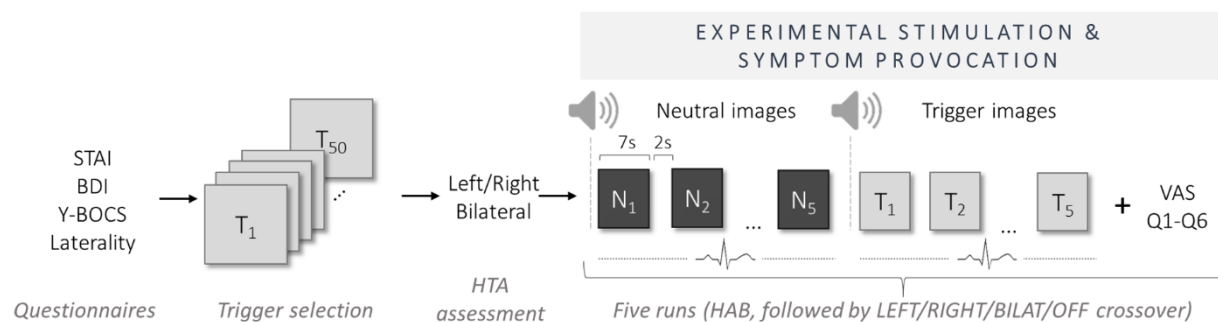 EXPERIMENTAL STIMULATION &
SYMPTOM PROVOCATION
Neutral images
Trigger images
7s
2s
STAI
BDI
Y-BOCS
Laterality
T1
T50
...
Left/Right
Bilateral
N1
N2
...
N5
T1
T2
...
T5
+
VAS
Q1-Q6
Questionnaires
Trigger selection
HTA
assessment
Five runs (HAB, followed by LEFT/RIGHT/BILAT/OFF crossover)